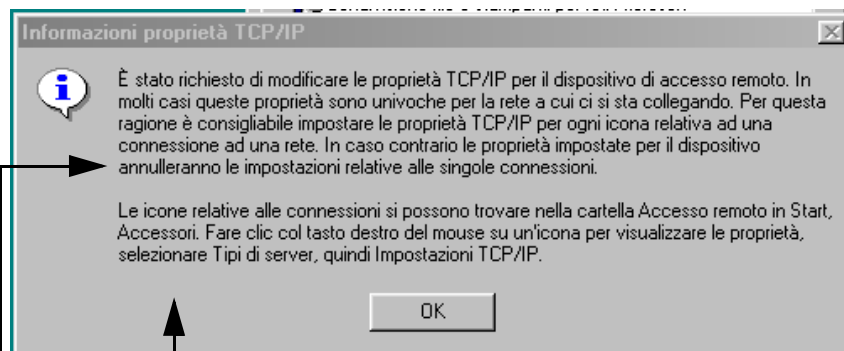 Informazioni proprietà TCP/IP
È stato richiesto di modificare le proprietà TCP/IP per il dispositivo di accesso remoto. In
molti casi queste proprietà sono univoche per la rete a cui ci si sta collegando. Per questa
ragione è consigliabile impostare le proprietà TCP/IP per ogni icona relativa ad una
connessione ad una rete. In caso contrario le proprietà impostate per il dispositivo
annulleranno le impostazioni relative alle singole connessioni.
Le icone relative alle connessioni si possono trovare nella cartella Accesso remoto in Start,
Accessori. Fare clic col tasto destro del mouse su un'icona per visualizzare le proprietà,
selezionare Tipi di server, quindi Impostazioni TCP/IP.
OK